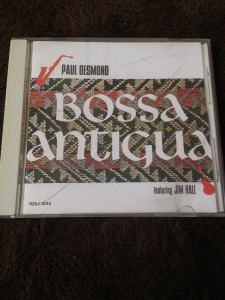 PAUL DESMOND
BOSSA
ANTIGUA
featuring JIM HALL